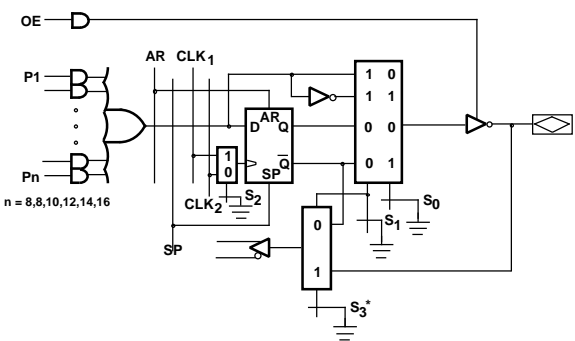 OE
AR CLK1
P1
1 0
1 1
AR
D Q
0 0
1
0
Q
SP
0 1
Pn
n = 8,8,10,12,14,16
CLK2
S2
S0
S1
0
SP
1
S3*